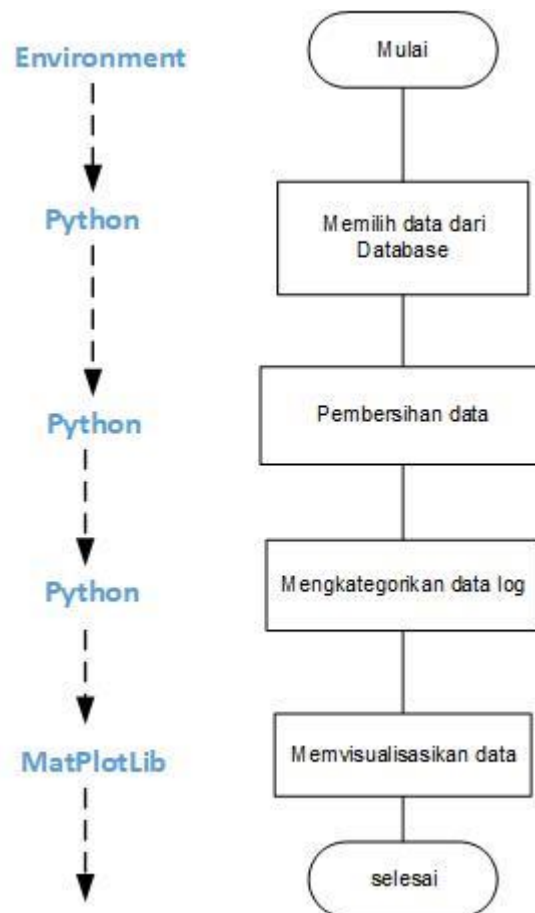 Environment
Mulai
Python
Memilih data dari
Database
Python
Pembersihan data
Python
Mengkategorikan data log
MatPlotLib
Memvisualisasikan data
selesai